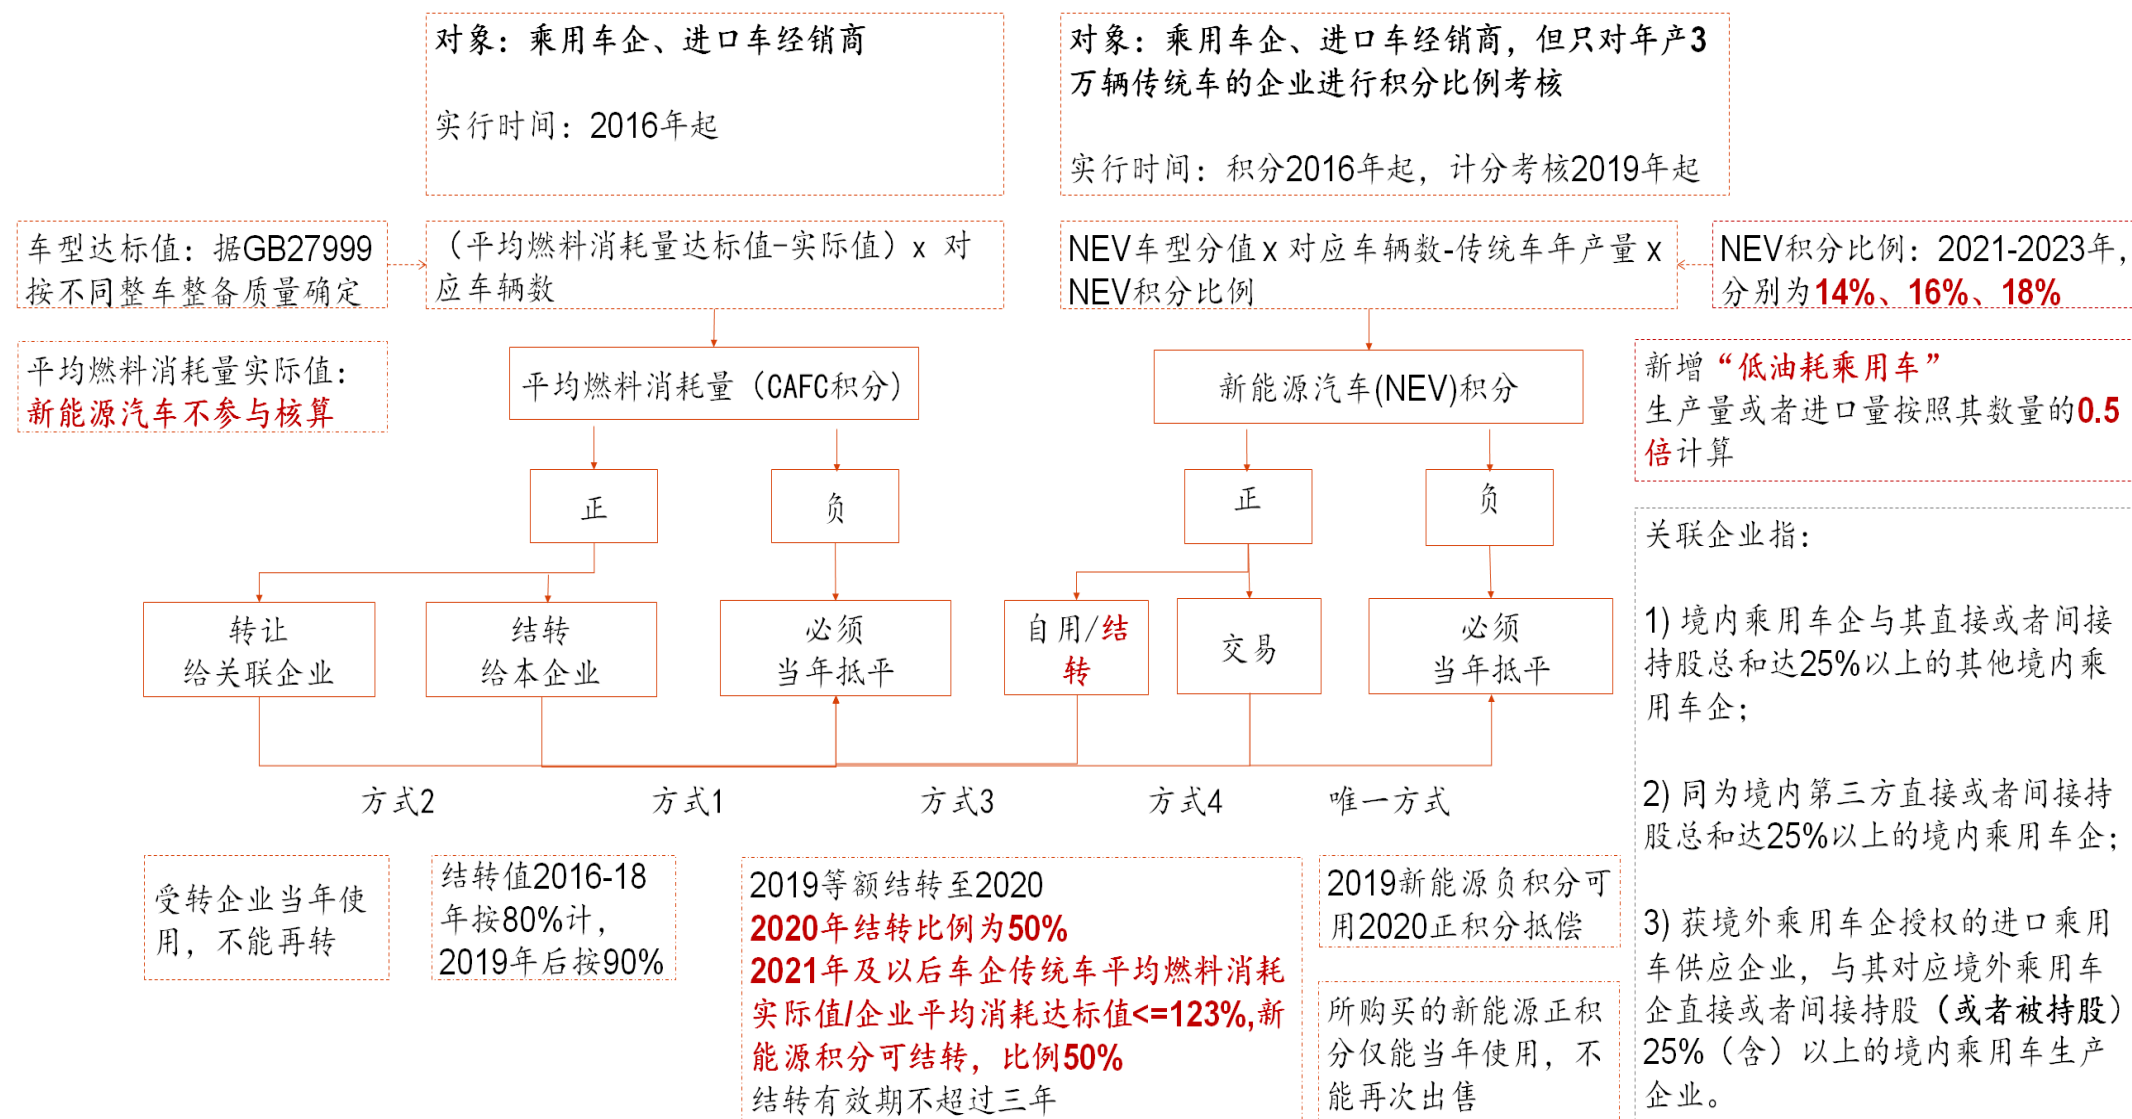 对象：乘用车企、进口车经销商
实行时间：2016年起
对象：乘用车企、进口车经销商，但只对年产3
万辆传统车的企业进行积分比例考核
实行时间：积分2016年起，计分考核2019年起
车型达标值：据GB27999
按不同整车整备质量确定
（平均燃料消耗量达标值-实际值）x 对
应车辆数
NEV车型分值 x 对应车辆数-传统车年产量 x
NEV积分比例
NEV积分比例：2021-2023年，
分别为14%、16%、18%
平均燃料消耗量实际值：
新能源汽车不参与核算
平均燃料消耗量（CAFC积分）
新能源汽车(NEV)积分
新增“低油耗乘用车”
生产量或者进口量按照其数量的0.5
倍计算
正
负
正
负
转让
给关联企业
结转
给本企业
必须
当年抵平
自用/结
转
交易
必须
当年抵平
方式2
方式1
方式3
方式4
唯一方式
受转企业当年使
用，不能再转
结转值2016-18
年按80%计，
2019年后按90%
2019等额结转至2020
2020年结转比例为50%
2021年及以后车企传统车平均燃料消耗
实际值/企业平均消耗达标值<=123%,新
能源积分可结转，比例50%
结转有效期不超过三年
2019新能源负积分可
用2020正积分抵偿
所购买的新能源正积
分仅能当年使用，不
能再次出售
关联企业指：
1) 境内乘用车企与其直接或者间接
持股总和达25%以上的其他境内乘
用车企；
2) 同为境内第三方直接或者间接持
股总和达25%以上的境内乘用车企；
3) 获境外乘用车企授权的进口乘用
车供应企业，与其对应境外乘用车
企直接或者间接持股（或者被持股）
25%（含）以上的境内乘用车生产
企业。